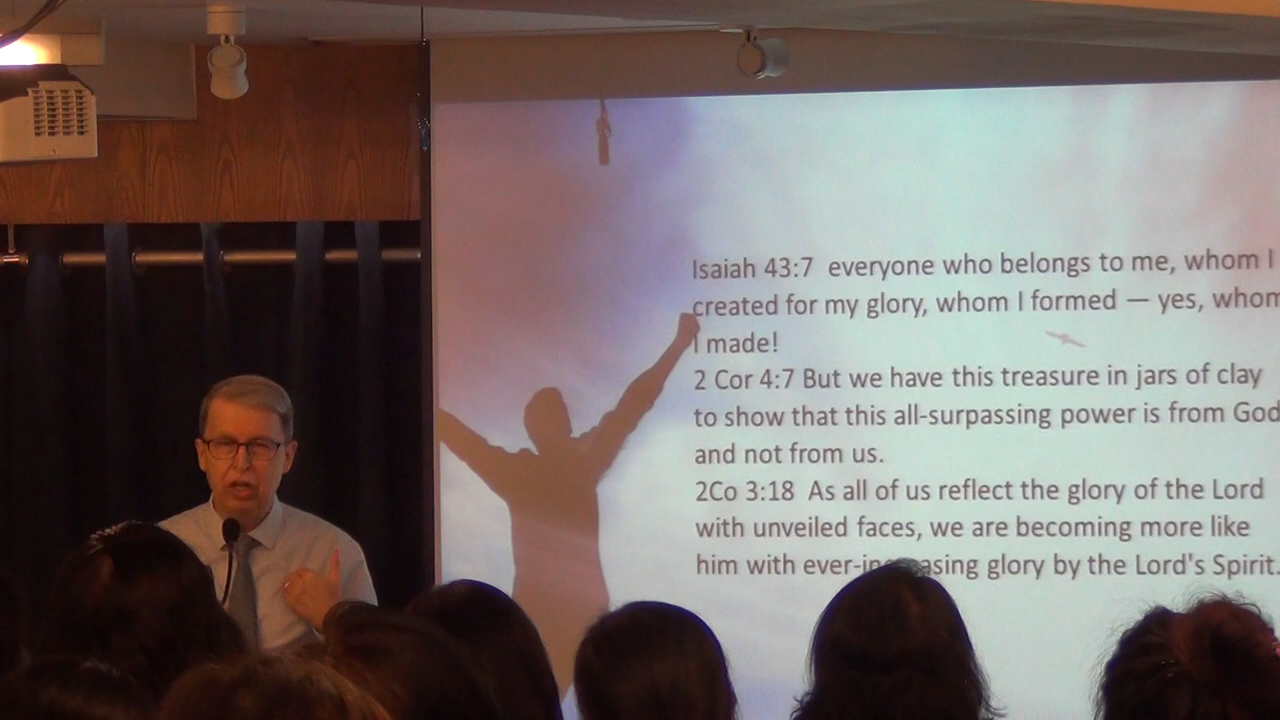 Isaiah 43:7  everyone who belongs to me, whom I
created for my glory, whom I formed — yes, whom
I made!
2 Cor 4:7 But we have this treasure in jars of clay
to show that this all-surpassing power is from God
and not from us.
2Co 3:18  As all of us reflect the glory of the Lord
with unveiled faces, we are becoming more like
him with ever-increasing glory by the Lord's Spirit.